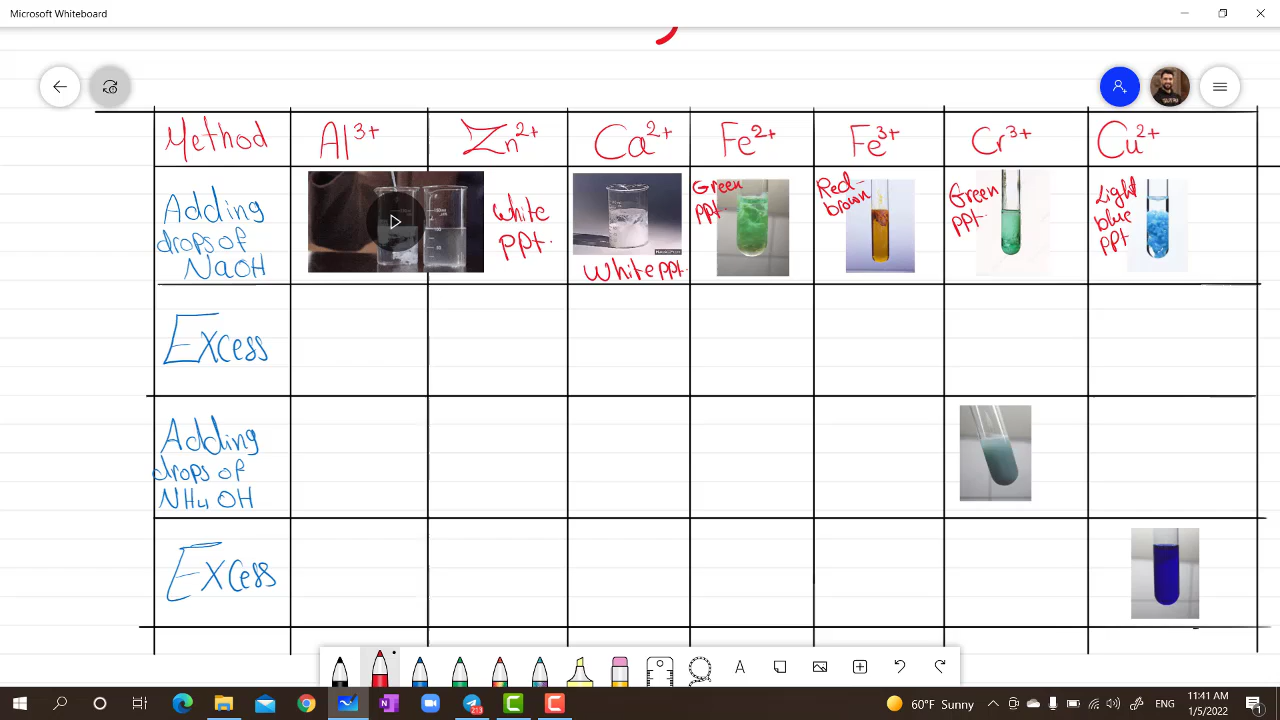 Microsoft Whiteboard
Method
Al³⁺
Zn²⁺
Ca²⁺
Fe²⁺
Fe³⁺
Cr³⁺
Cu²⁺
Adding
drops of
NaOH
White
ppt.
White ppt.
Green
ppt.
Red-
brown
Green
ppt.
Light
blue
ppt
Excess
Adding
drops of
NH4OH
Excess
A
213
60°F Sunny
ENG
11:41 AM
1/5/2022
1